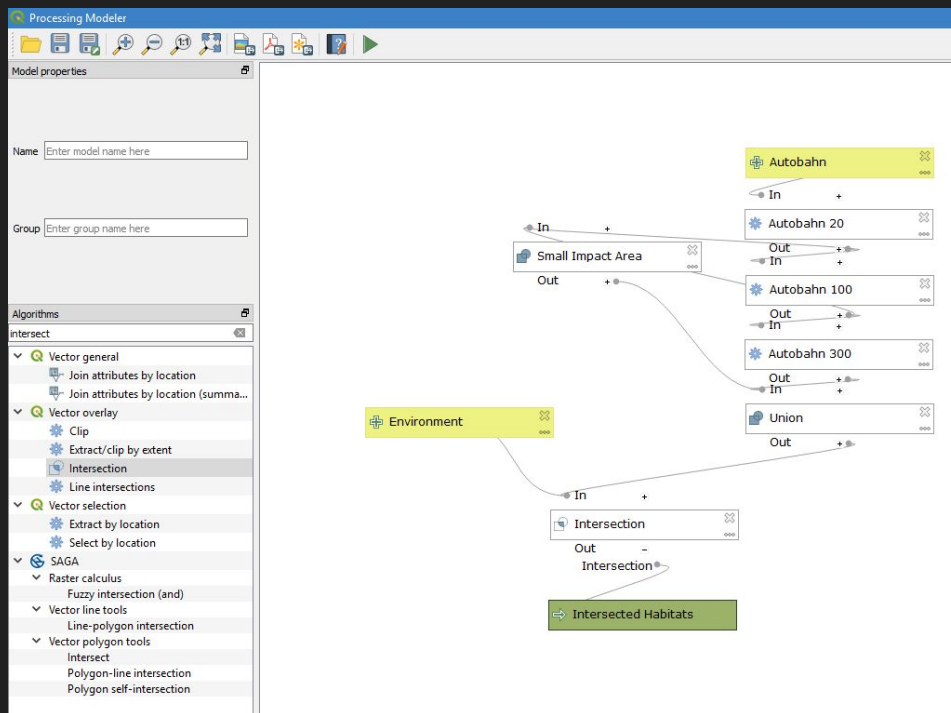 Processing Modeler
1:1
Model properties
Name Enter model name here
Group Enter group name here
Algorithms
intersect
Vector general
Join attributes by location
Join attributes by location (summa...
Vector overlay
Clip
Extract/clip by extent
Intersection
Line intersections
Vector selection
Extract by location
Select by location
SAGA
Raster calculus
Fuzzy intersection (and)
Vector line tools
Line-polygon intersection
Vector polygon tools
Intersect
Polygon-line intersection
Polygon self-intersection
Autobahn
In +
Autobahn 20
Out +
In +
Small Impact Area
Out +
In +
Autobahn 100
Out +
In +
Autobahn 300
Out +
In +
Union
Out +
Environment
In +
Intersection
Out -
Intersection
Intersected Habitats